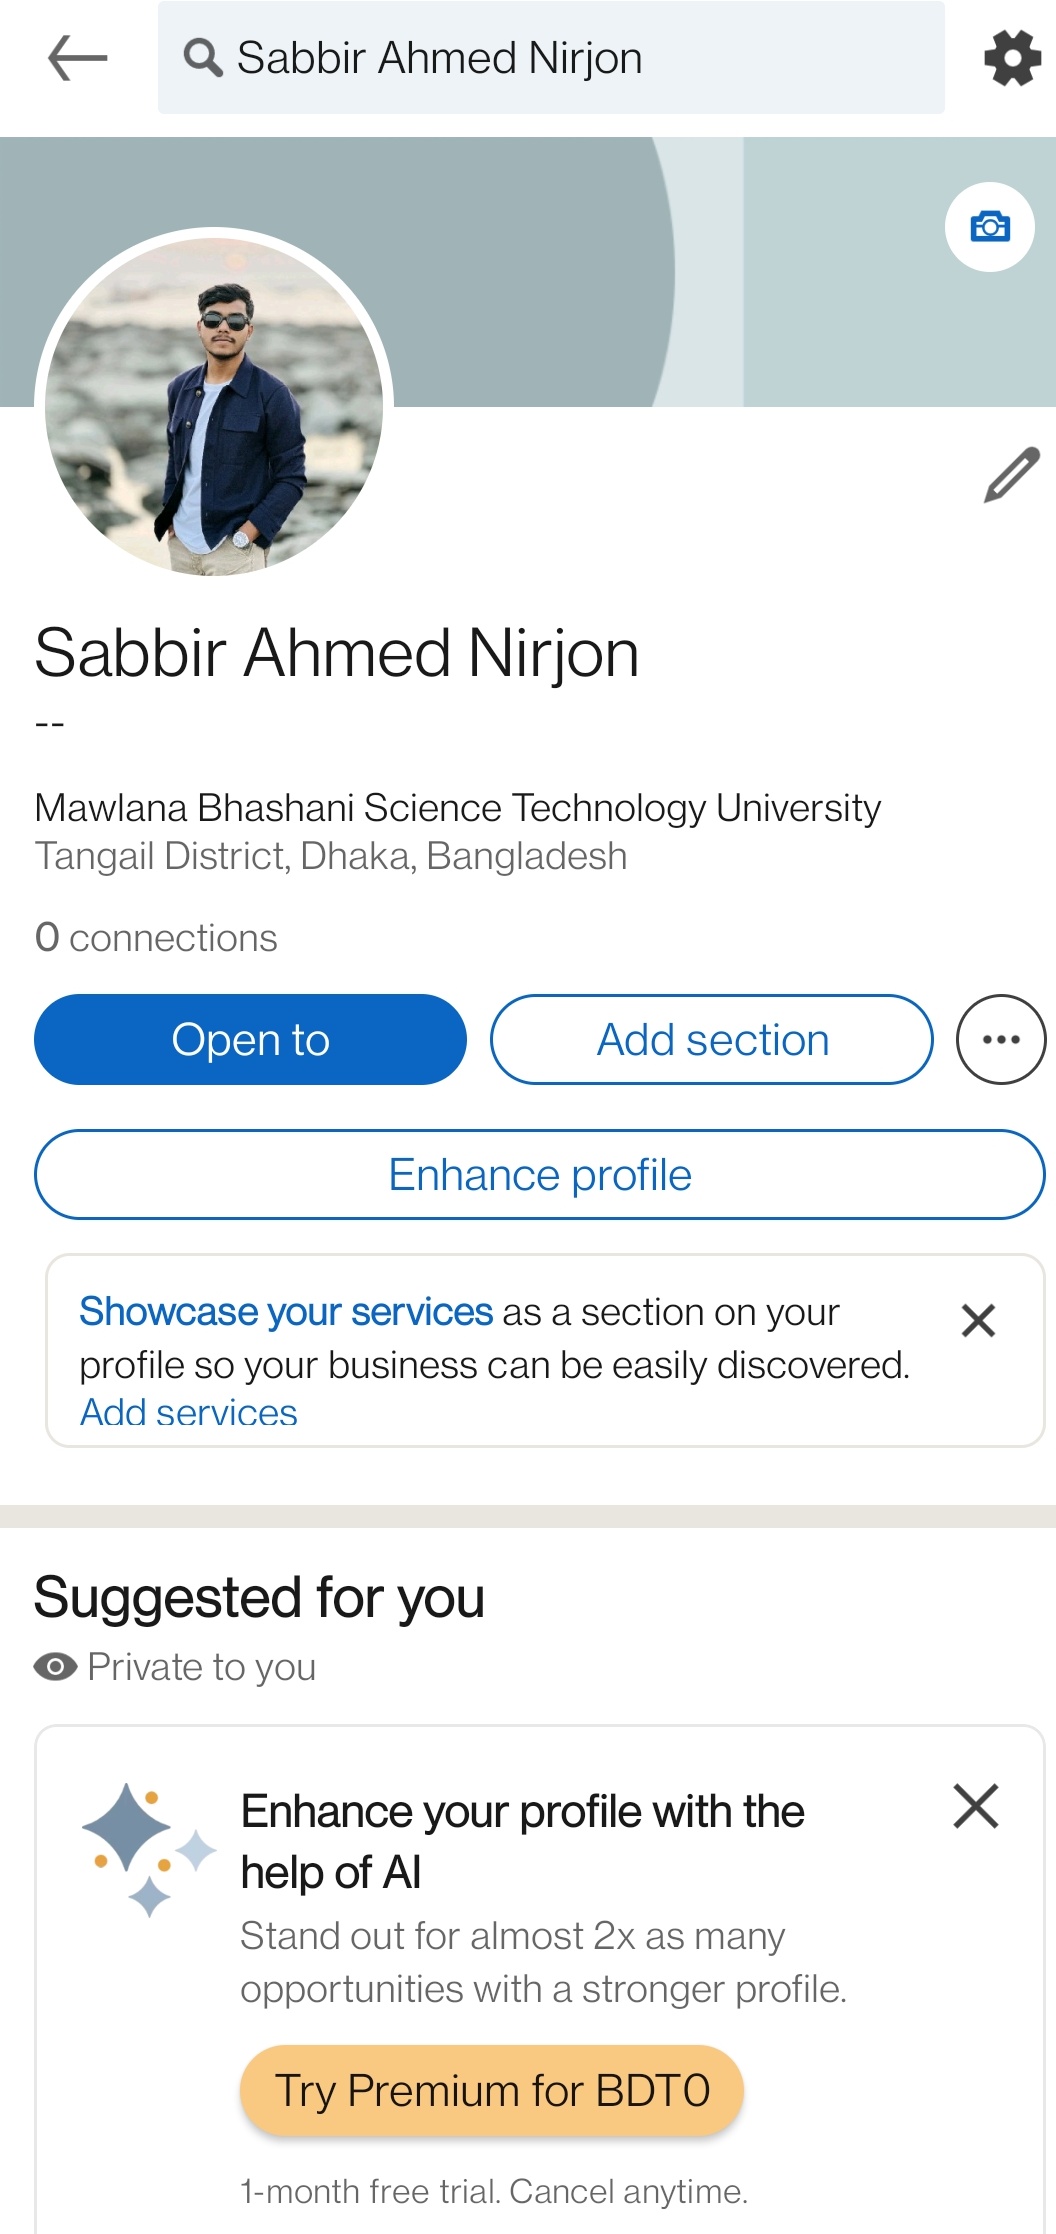 Sabbir Ahmed Nirjon
Sabbir Ahmed Nirjon
--
Mawlana Bhashani Science Technology University
Tangail District, Dhaka, Bangladesh
0 connections
Open to
Add section
Enhance profile
Showcase your services as a section on your
profile so your business can be easily discovered.
Add services
Suggested for you
Private to you
Enhance your profile with the
help of AI
Stand out for almost 2x as many
opportunities with a stronger profile.
Try Premium for BDT0
1-month free trial. Cancel anytime.